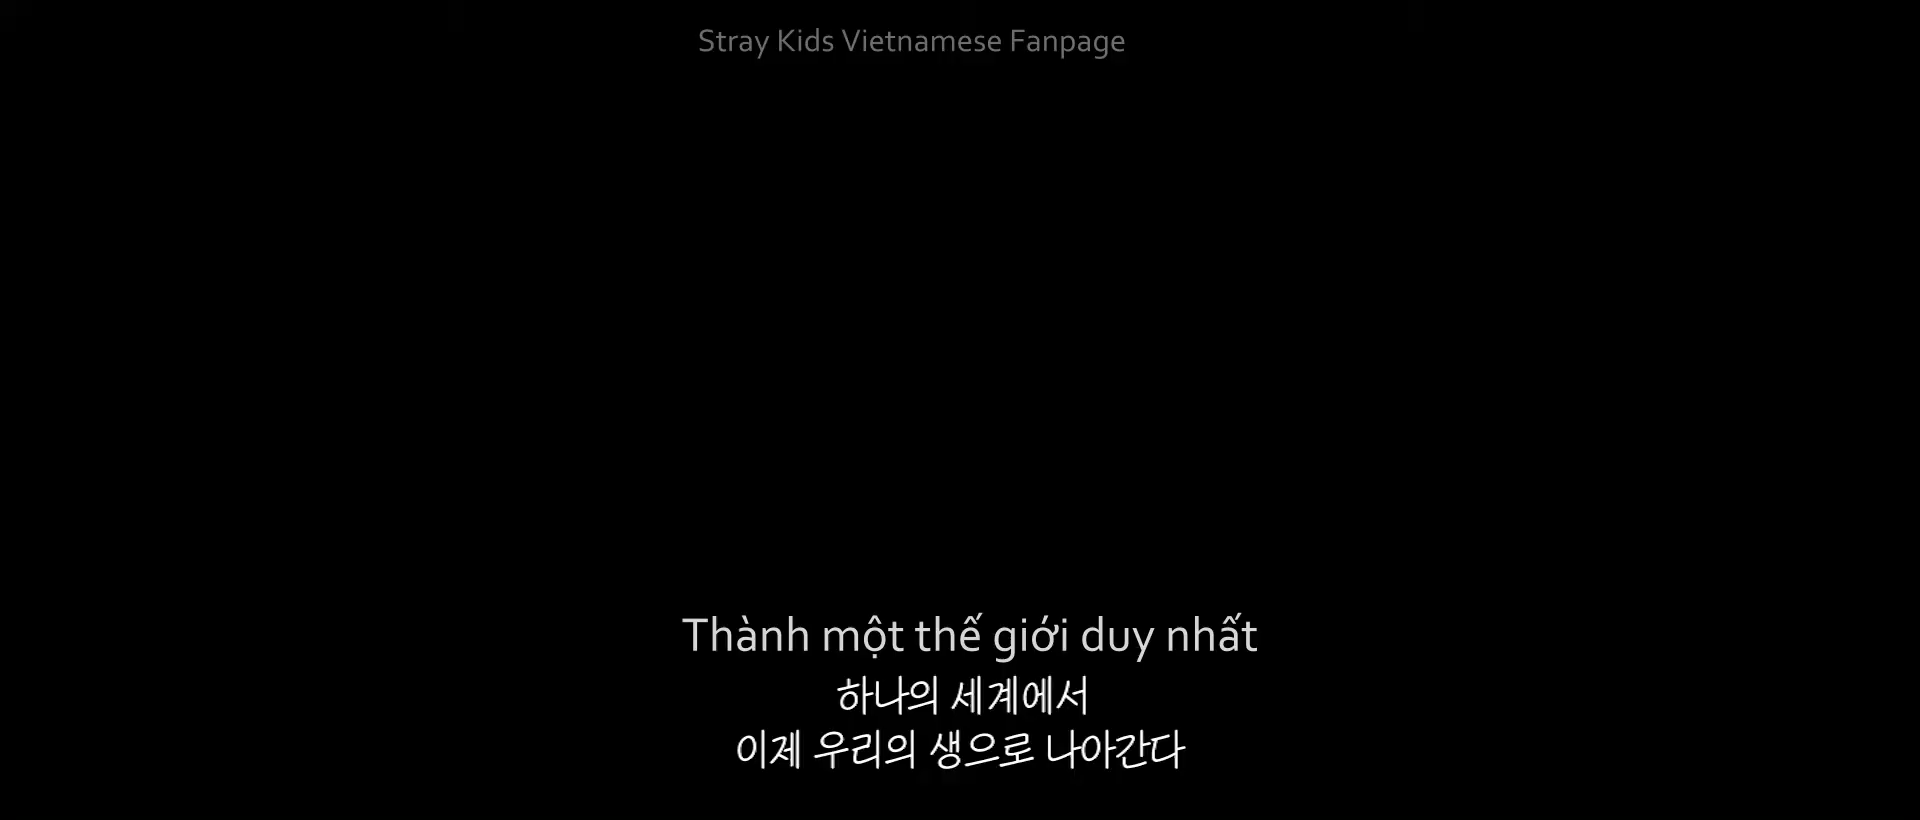 Stray Kids Vietnamese Fanpage
Thành một thế giới duy nhất
하나의 세계에서
이제 우리의 생으로 나아간다